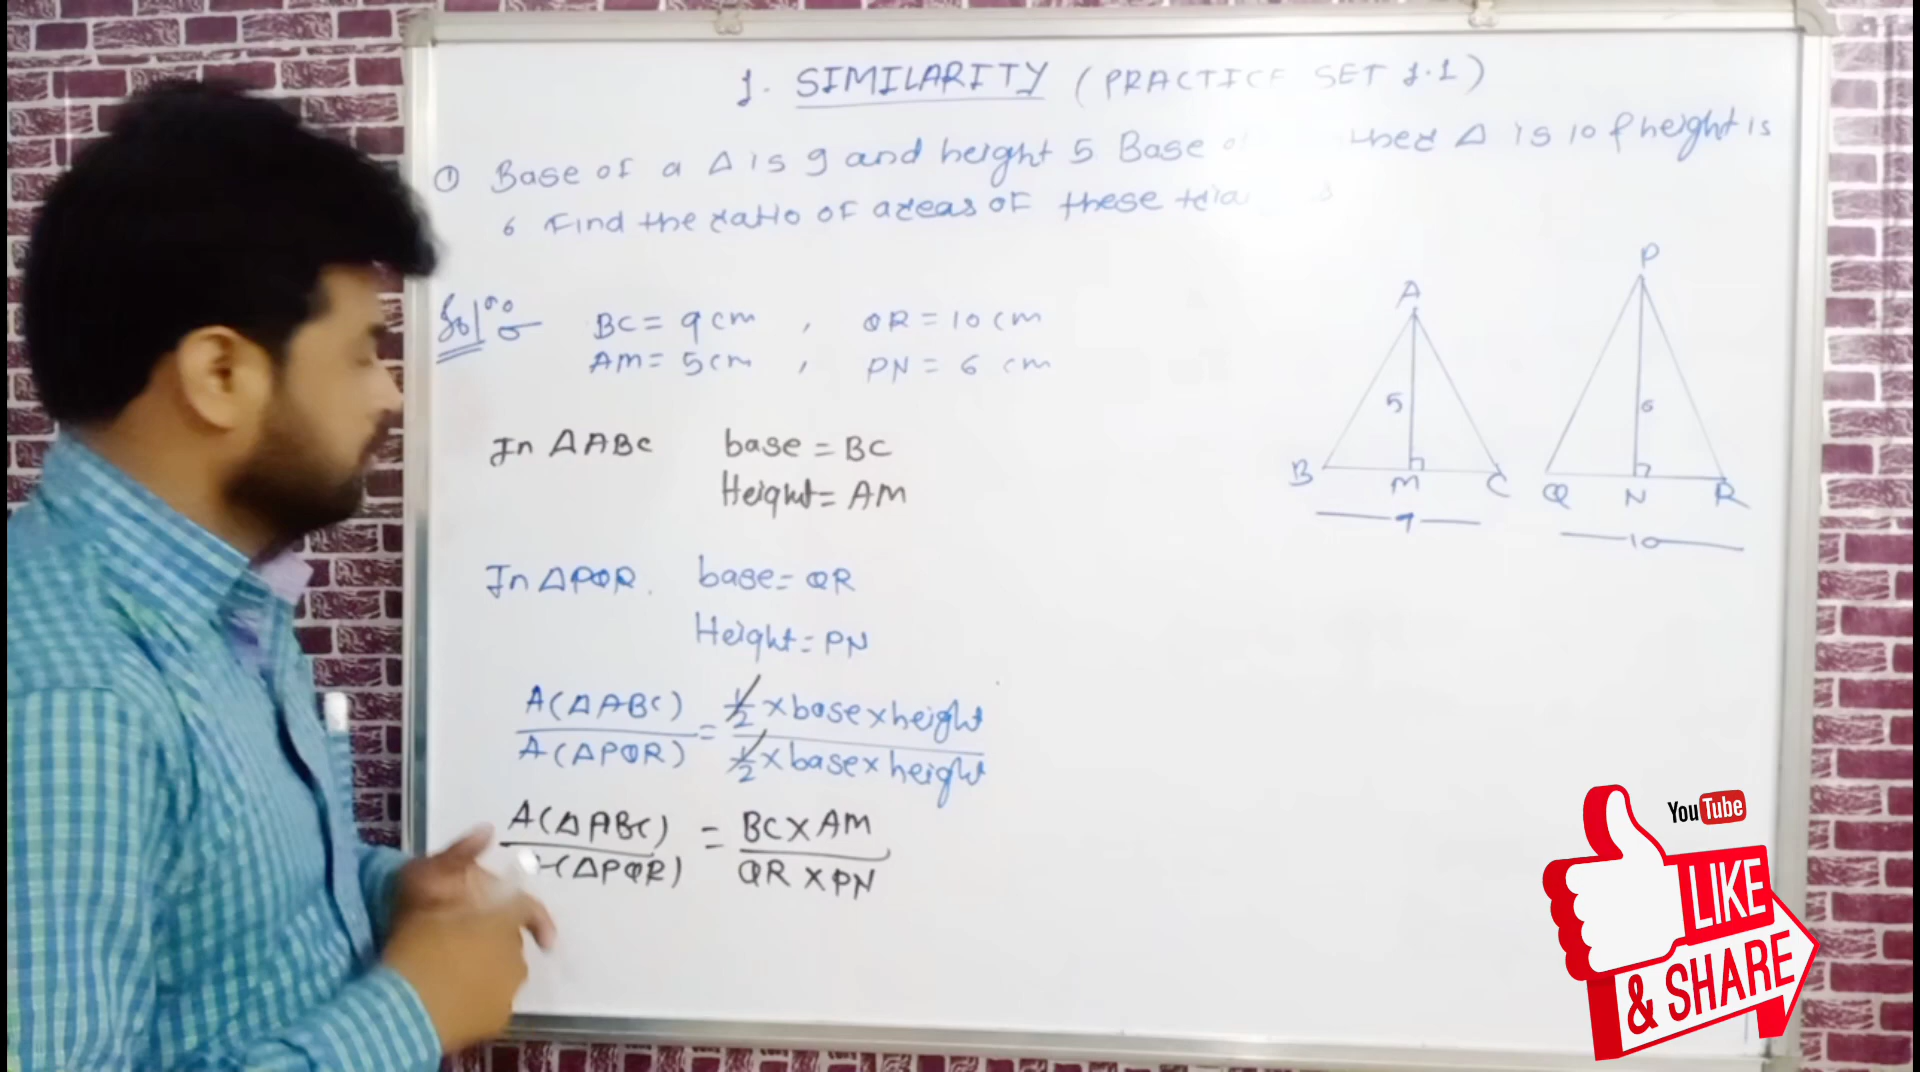 1. SIMILARITY (PRACTICE SET 1.1)
① Base of a Δ is 9 and height 5 Base Δ is 10 & height is
6 Find the ratio of areas of these
Solⁿ: BC = 9 cm , QR = 10 cm
AM = 5 cm , PN = 6 cm
In ΔABC base = BC
Height = AM
In ΔPQR. base = QR
Height = PN
A(ΔABC) / A(ΔPQR) = 1/2 × base × height / 1/2 × base × height
A(ΔABC) / (ΔPQR) = BC × AM / QR × PN
A
5
B M C
9
P
6
Q N R
10
YouTube
LIKE
& SHARE